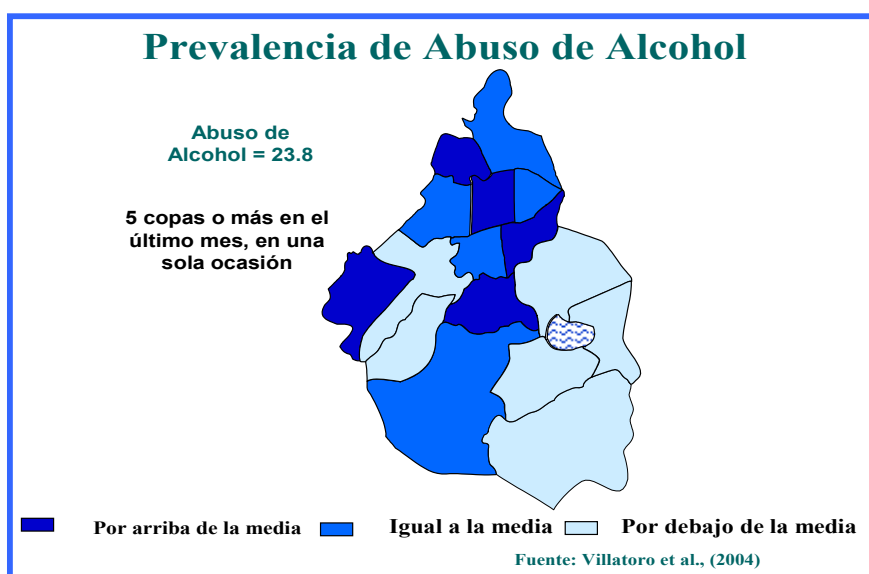 Prevalencia de Abuso de Alcohol
Abuso de
Alcohol = 23.8
5 copas o más en el
último mes, en una
sola ocasión
Por arriba de la media
Igual a la media
Por debajo de la media
Fuente: Villatoro et al., (2004)